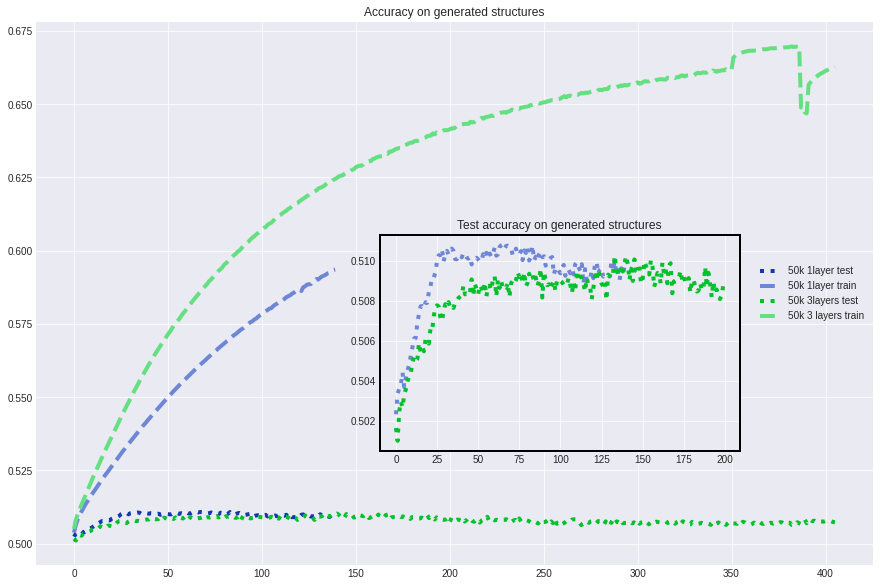 Accuracy on generated structures
0.675
0.650
0.625
0.600
0.575
0.550
0.525
0.500
0 50 100 150 200 250 300 350 400
Test accuracy on generated structures
0.510
0.508
0.506
0.504
0.502
0 25 50 75 100 125 150 175 200
50k 1layer test
50k 1layer train
50k 3layers test
50k 3 layers train